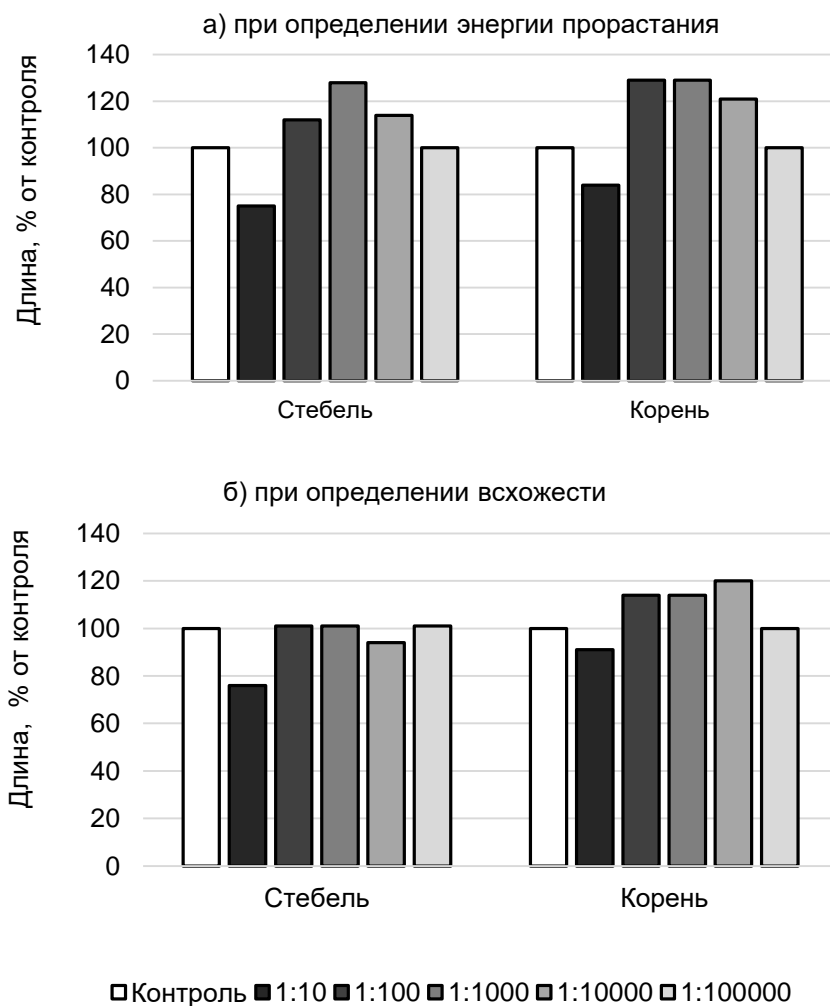 а) при определении энергии прорастания
Длина, % от контроля
140
120
100
80
60
40
20
0
Стебель Корень
б) при определении всхожести
Длина, % от контроля
140
120
100
80
60
40
20
0
Стебель Корень
Контроль 1:10 1:100 1:1000 1:10000 1:100000